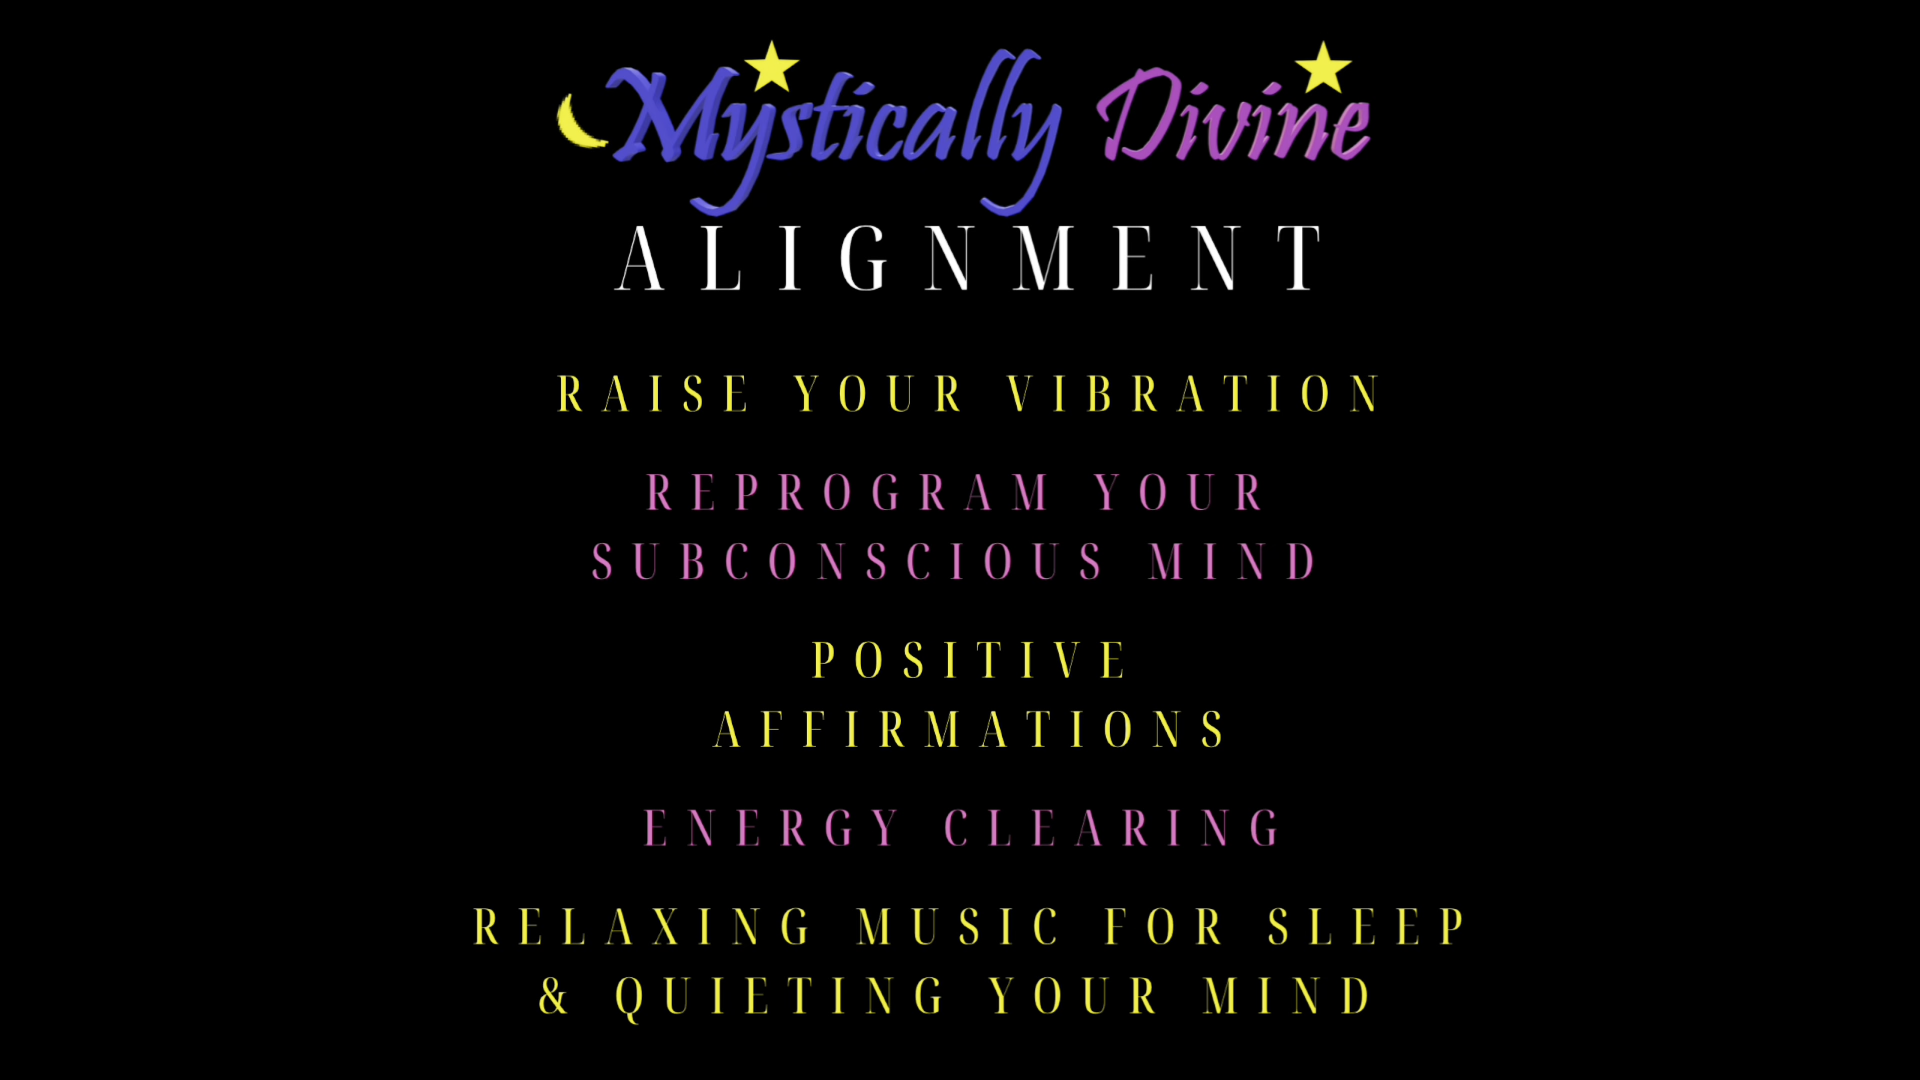 Mystically Divine
ALIGNMENT
RAISE YOUR VIBRATION
REPROGRAM YOUR
SUBCONSCIOUS MIND
POSITIVE
AFFIRMATIONS
ENERGY CLEARING
RELAXING MUSIC FOR SLEEP
& QUIETING YOUR MIND